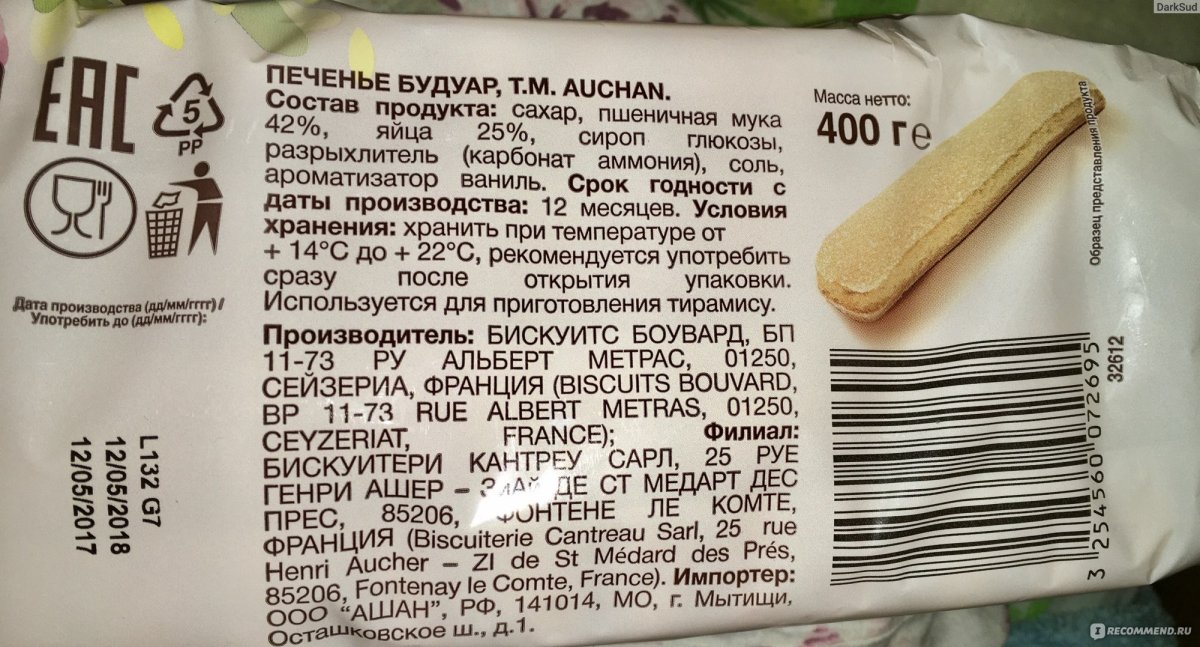 DarkSud
EAC
5
PP
ПЕЧЕНЬЕ БУДУАР, Т.М. AUCHAN.
Состав продукта: сахар, пшеничная мука
42%, яйца 25%, сироп глюкозы,
разрыхлитель (карбонат аммония), соль,
ароматизатор ваниль. Срок годности с
даты производства: 12 месяцев. Условия
хранения: хранить при температуре от
+ 14°С до + 22°С, рекомендуется употребить
сразу после открытия упаковки.
Используется для приготовления тирамису.
Производитель: БИСКУИТС БОУВАРД, БП
11-73 РУ АЛЬБЕРТ МЕТРАС, 01250,
СЕЙЗЕРИА, ФРАНЦИЯ (BISCUITS BOUVARD,
BP 11-73 RUE ALBERT METRAS, 01250,
CEYZERIAT, FRANCE); Филиал:
БИСКУИТЕРИ КАНТРЕУ САРЛ, 25 РУЕ
ГЕНРИ АШЕР – ДЕ СТ МЕДАРТ ДЕС
ПРЕС, 85206, ФОНТЕНЕ ЛЕ КОМТЕ,
ФРАНЦИЯ (Biscuiterie Cantreau Sarl, 25 rue
Henri Aucher – ZI de St Médard des Prés,
85206, Fontenay le Comte, France). Импортер:
ООО "АШАН", РФ, 141014, МО, г. Мытищи,
Осташковское ш., д.1.
Дата производства (дд/мм/гггг)/
Употребить до (дд/мм/гггг):
L132 G7
12/05/2018
12/05/2017
Масса нетто:
400 г℮
Образец представления продукта
32612
3 254560 072695
IRECOMMEND.RU